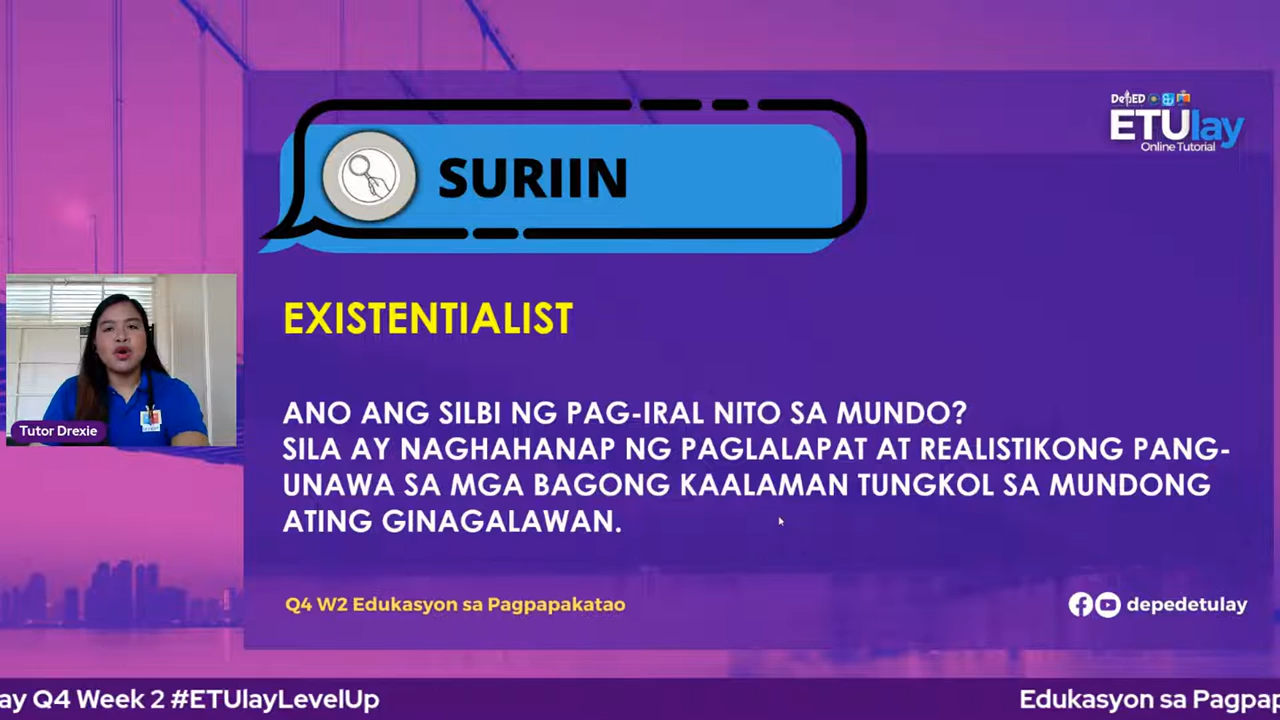 DepED
ETUlay
Online Tutorial
SURIIN
EXISTENTIALIST
ANO ANG SILBI NG PAG-IRAL NITO SA MUNDO?
SILA AY NAGHAHANAP NG PAGLALAPAT AT REALISTIKONG PANG-
UNAWA SA MGA BAGONG KAALAMAN TUNGKOL SA MUNDONG
ATING GINAGALAWAN.
Tutor Drexie
Q4 W2 Edukasyon sa Pagpapakatao
depedetulay
ay Q4 Week 2 #ETUlayLevelUp
Edukasyon sa Pagpap